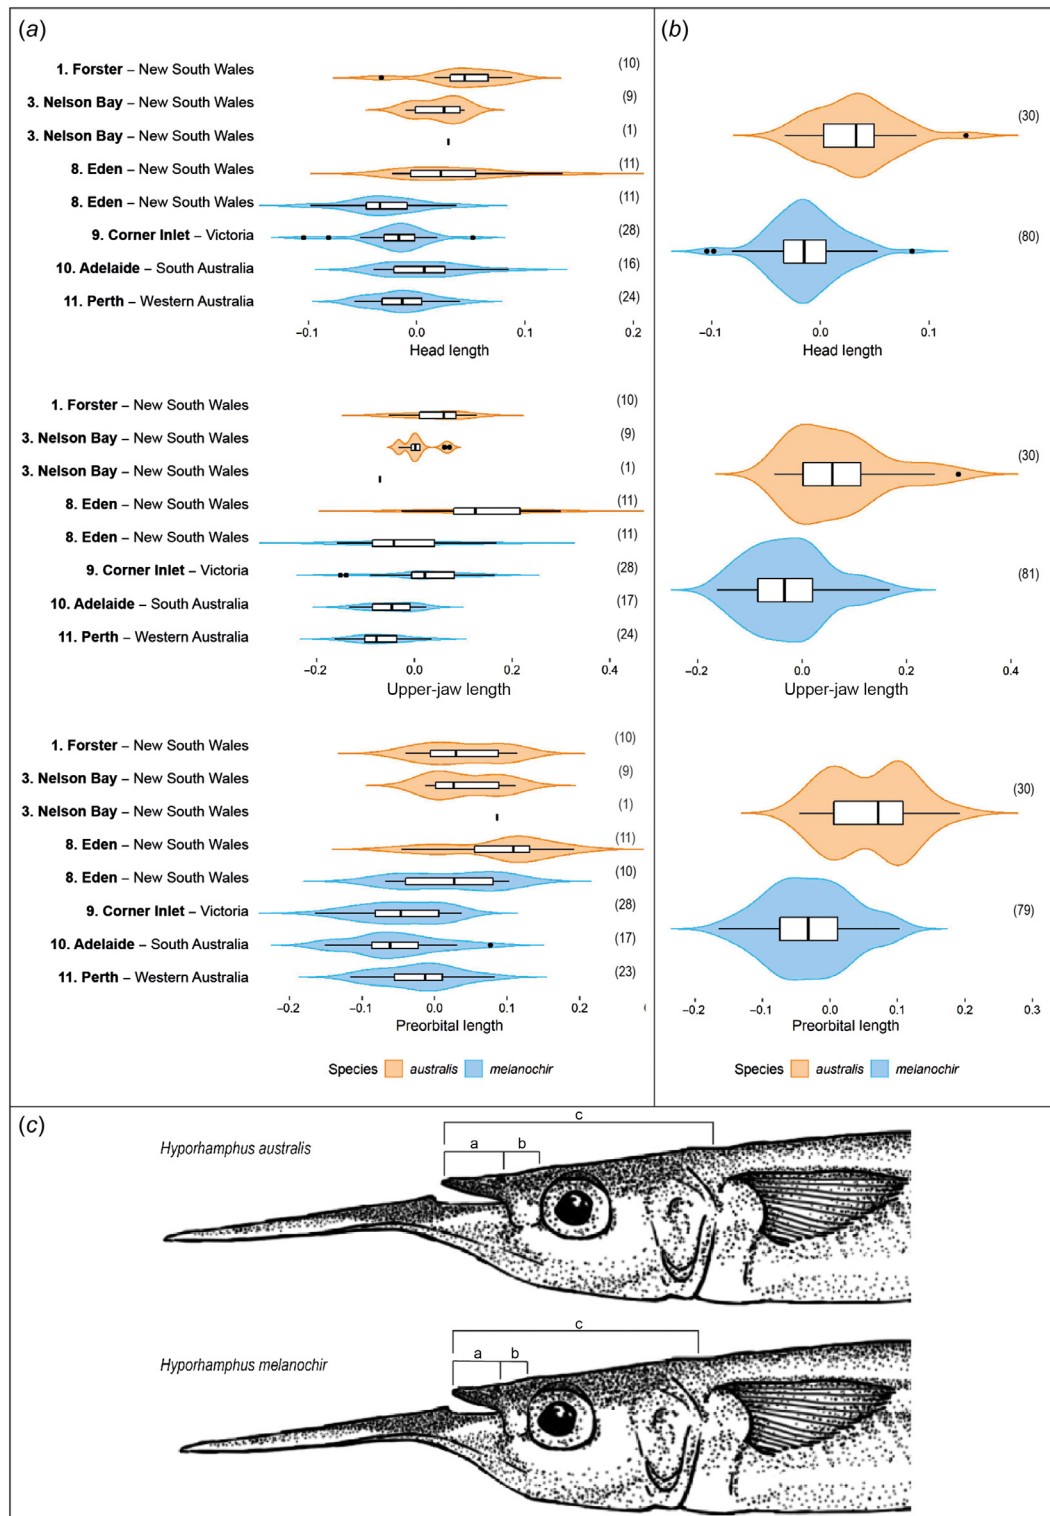 (a)
1. Forster – New South Wales (10)
3. Nelson Bay – New South Wales (9)
3. Nelson Bay – New South Wales (1)
8. Eden – New South Wales (11)
8. Eden – New South Wales (11)
9. Corner Inlet – Victoria (28)
10. Adelaide – South Australia (16)
11. Perth – Western Australia (24)
–0.1 0.0 0.1 0.2
Head length
1. Forster – New South Wales (10)
3. Nelson Bay – New South Wales (9)
3. Nelson Bay – New South Wales (1)
8. Eden – New South Wales (11)
8. Eden – New South Wales (11)
9. Corner Inlet – Victoria (28)
10. Adelaide – South Australia (17)
11. Perth – Western Australia (24)
–0.2 0.0 0.2 0.4
Upper-jaw length
1. Forster – New South Wales (10)
3. Nelson Bay – New South Wales (9)
3. Nelson Bay – New South Wales (1)
8. Eden – New South Wales (11)
8. Eden – New South Wales (10)
9. Corner Inlet – Victoria (28)
10. Adelaide – South Australia (17)
11. Perth – Western Australia (23)
–0.2 –0.1 0.0 0.1 0.2
Preorbital length
Species australis melanochir
(b)
(30)
(80)
–0.1 0.0 0.1
Head length
(30)
(81)
–0.2 0.0 0.2 0.4
Upper-jaw length
(30)
(79)
–0.2 –0.1 0.0 0.1 0.2 0.3
Preorbital length
Species australis melanochir
(c)
Hyporhamphus australis
c
a b
Hyporhamphus melanochir
c
a b